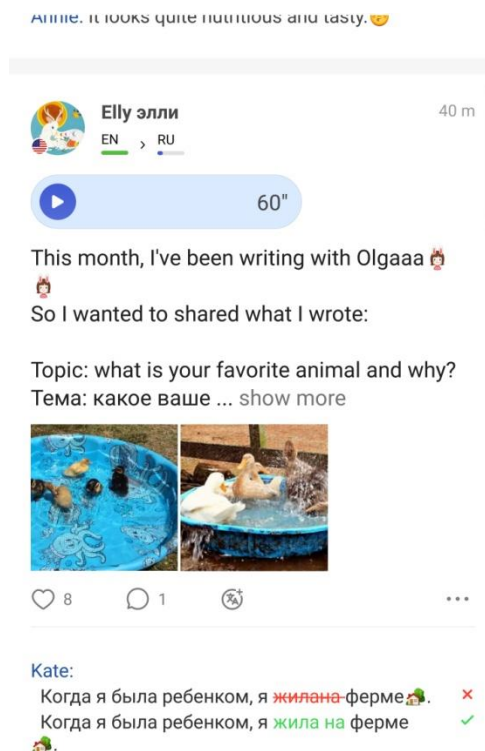 Annie: It looks quite nutritious and tasty.
Elly элли
40 m
EN › RU
60"
This month, I've been writing with Olgaaa
So I wanted to shared what I wrote:
Topic: what is your favorite animal and why?
Тема: какое ваше ... show more
8
1
Kate:
Когда я была ребенком, я жилана ферме.
Когда я была ребенком, я жила на ферме
.